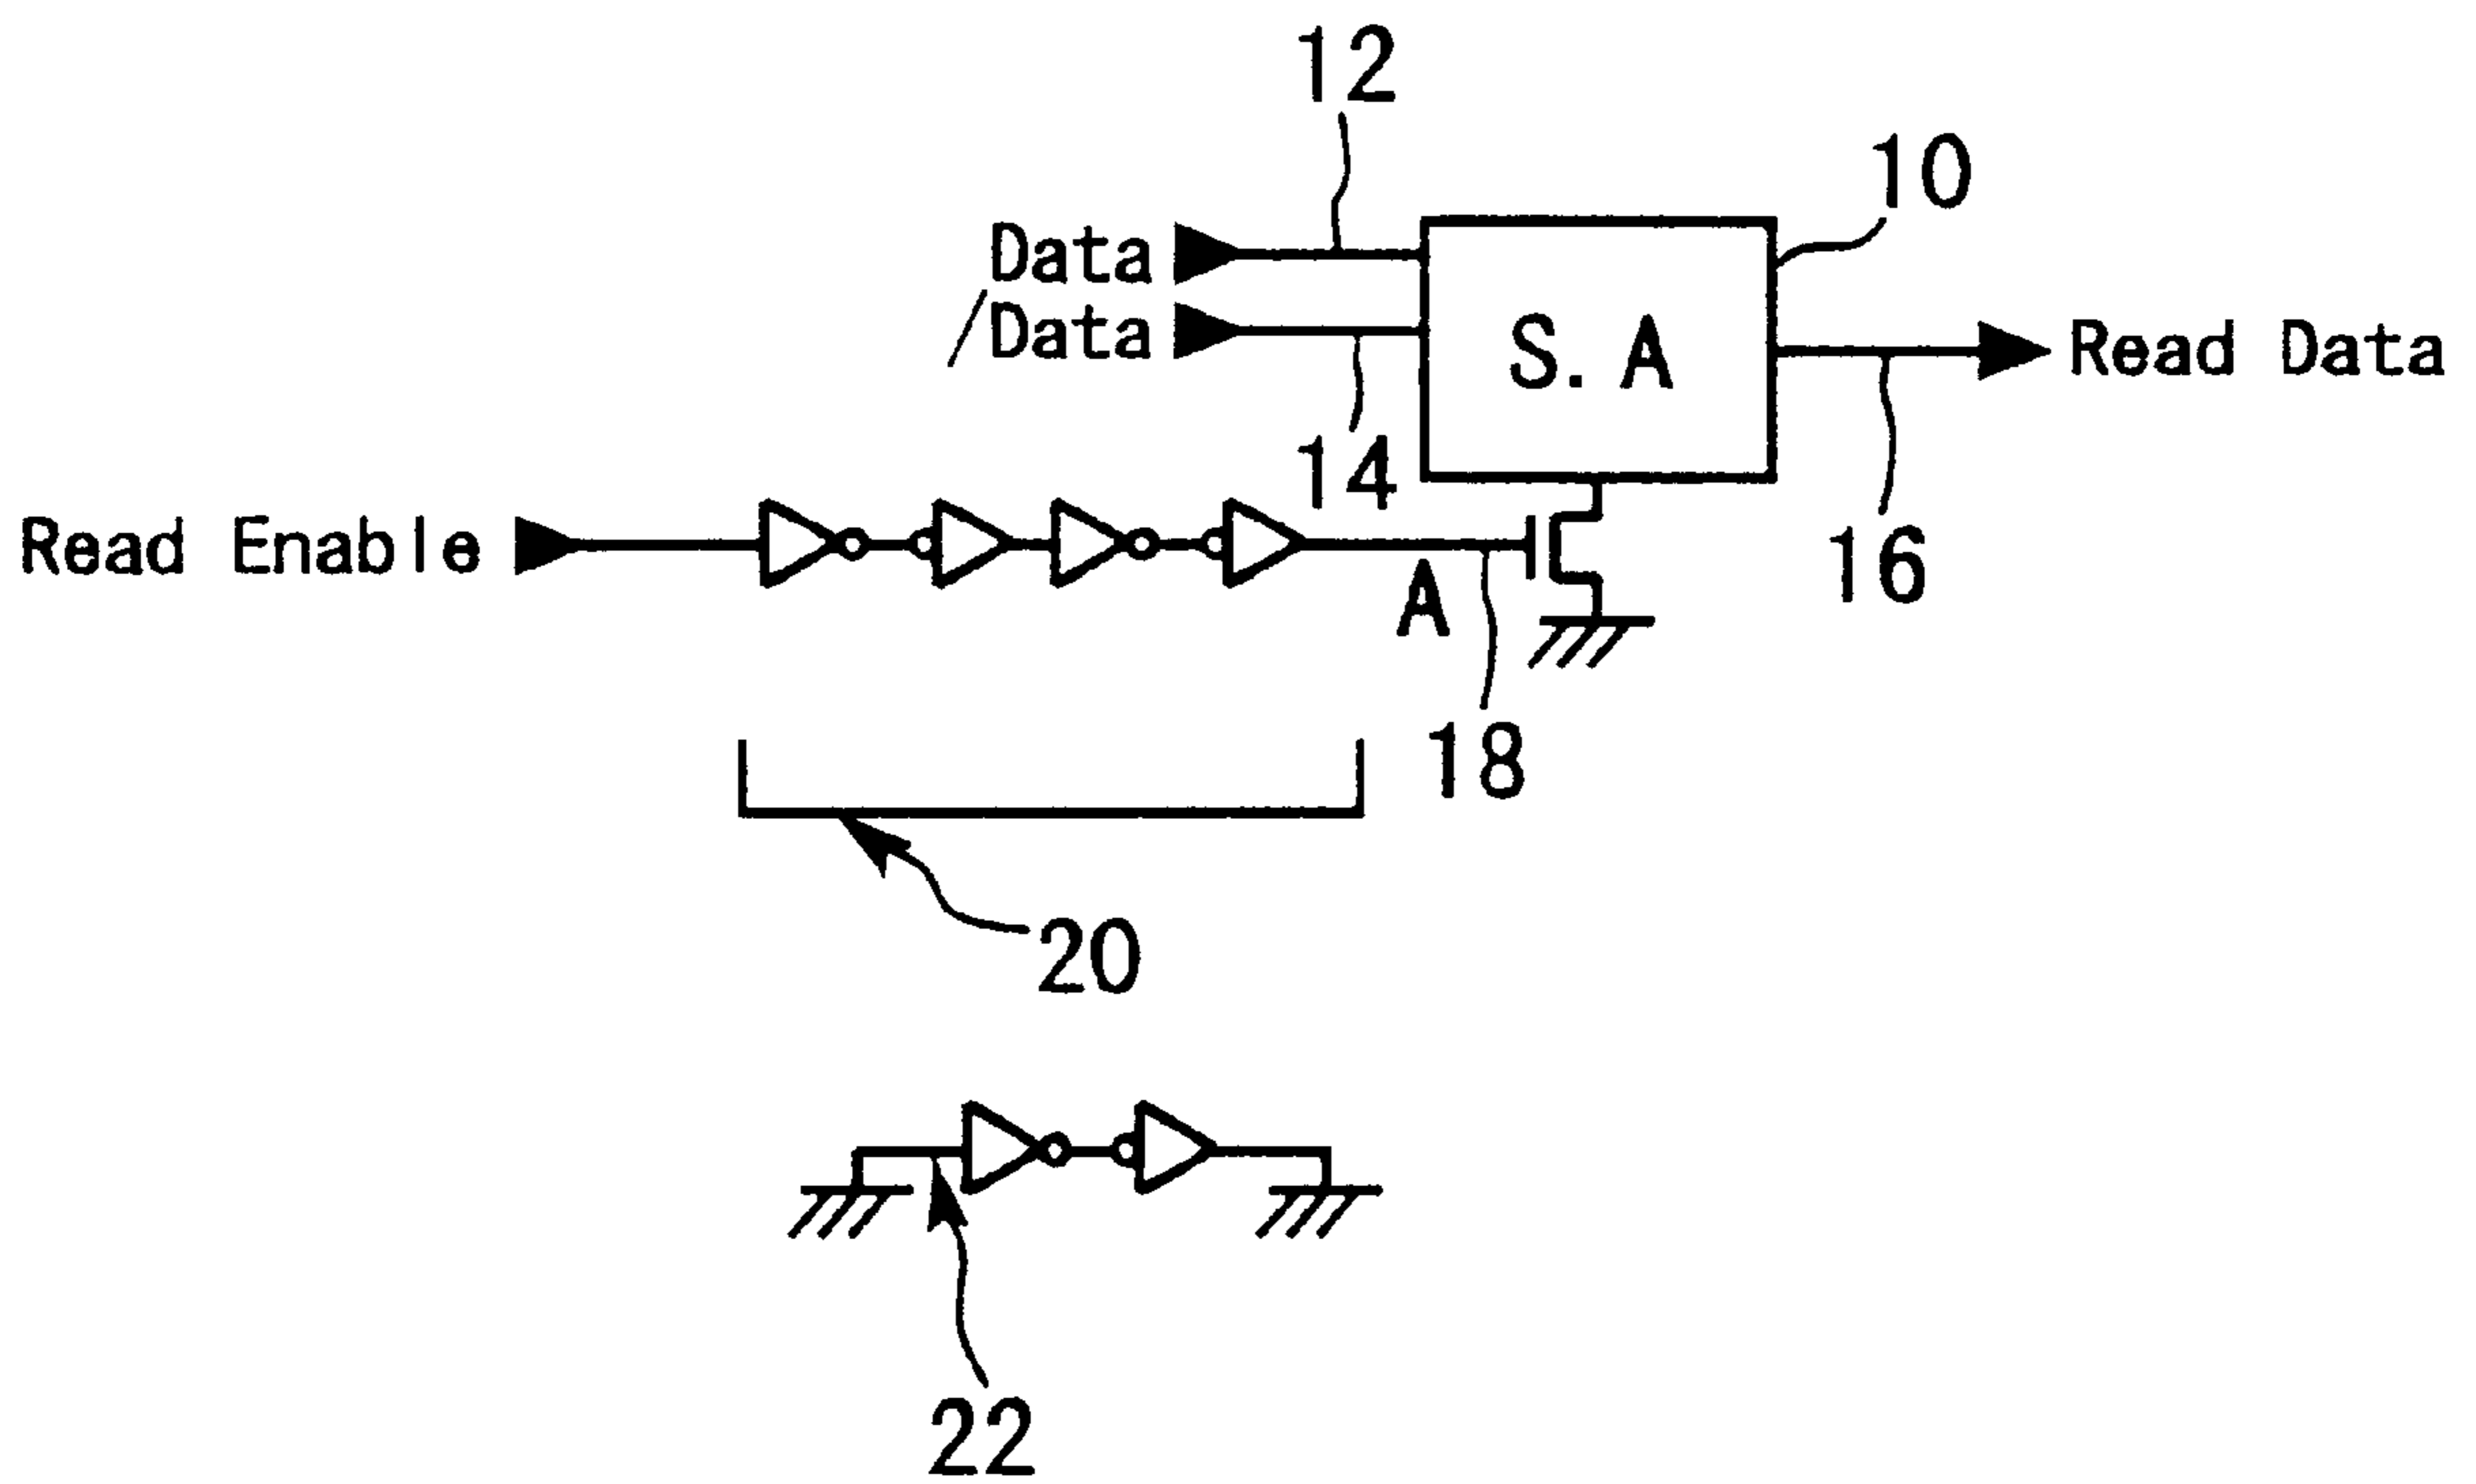 12
10
Data
/Data
S. A
Read Data
14
Read Enable
16
A
18
20
22